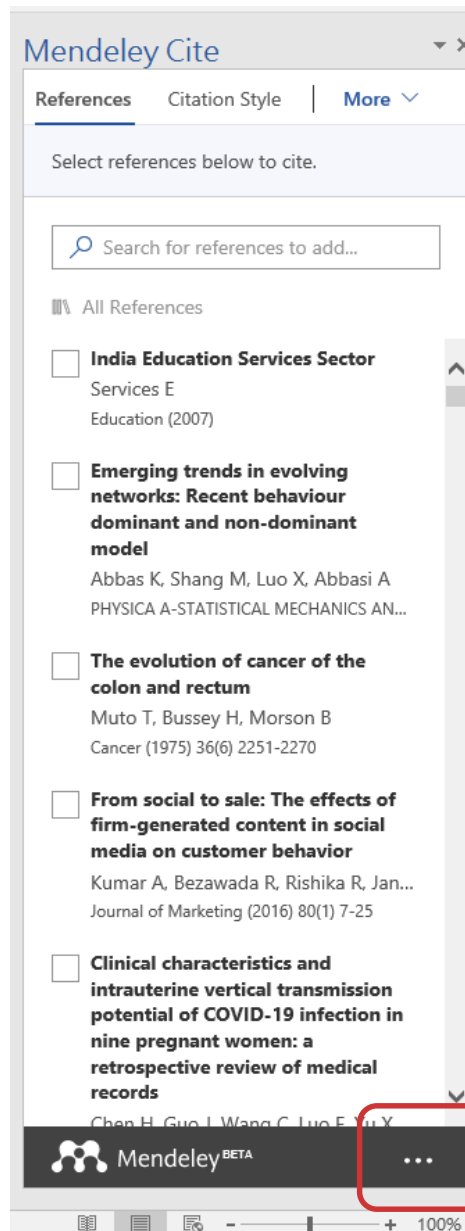 Mendeley Cite
References Citation Style More
Select references below to cite.
Search for references to add...
All References
India Education Services Sector
Services E
Education (2007)
Emerging trends in evolving
networks: Recent behaviour
dominant and non-dominant
model
Abbas K, Shang M, Luo X, Abbasi A
PHYSICA A-STATISTICAL MECHANICS AN...
The evolution of cancer of the
colon and rectum
Muto T, Bussey H, Morson B
Cancer (1975) 36(6) 2251-2270
From social to sale: The effects of
firm-generated content in social
media on customer behavior
Kumar A, Bezawada R, Rishika R, Jan...
Journal of Marketing (2016) 80(1) 7-25
Clinical characteristics and
intrauterine vertical transmission
potential of COVID-19 infection in
nine pregnant women: a
retrospective review of medical
records
Chen H, Guo J, Wang C, Luo F, Yu X
Mendeley BETA ...
- + 100%